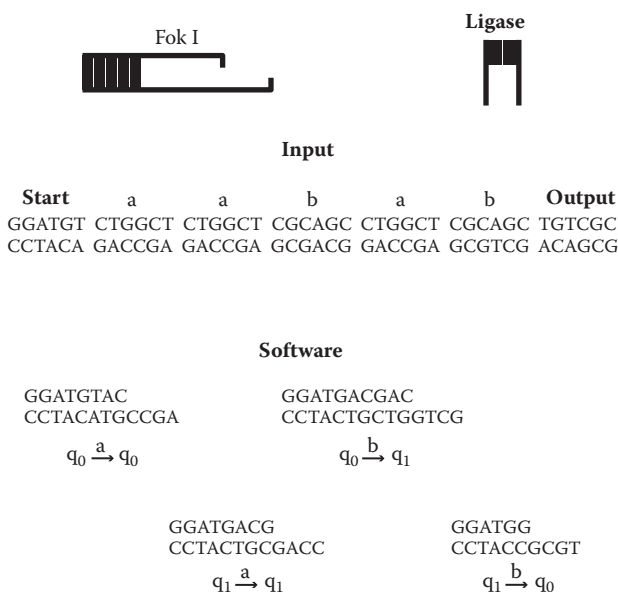 Fok I
Ligase
Input
Start a a b a b Output
GGATGT CTGGCT CTGGCT CGCAGC CTGGCT CGCAGC TGTCGC
CCTACA GACCGA GACCGA GCGACG GACCGA GCGTCG ACAGCG
Software
GGATGTAC GGATGACGAC
CCTACATGCCGA CCTACTGCTGGTCG
q0 a→ q0 q0 b→ q1
GGATGACG GGATGG
CCTACTGCGACC CCTACCGCGT
q1 a→ q1 q1 b→ q0